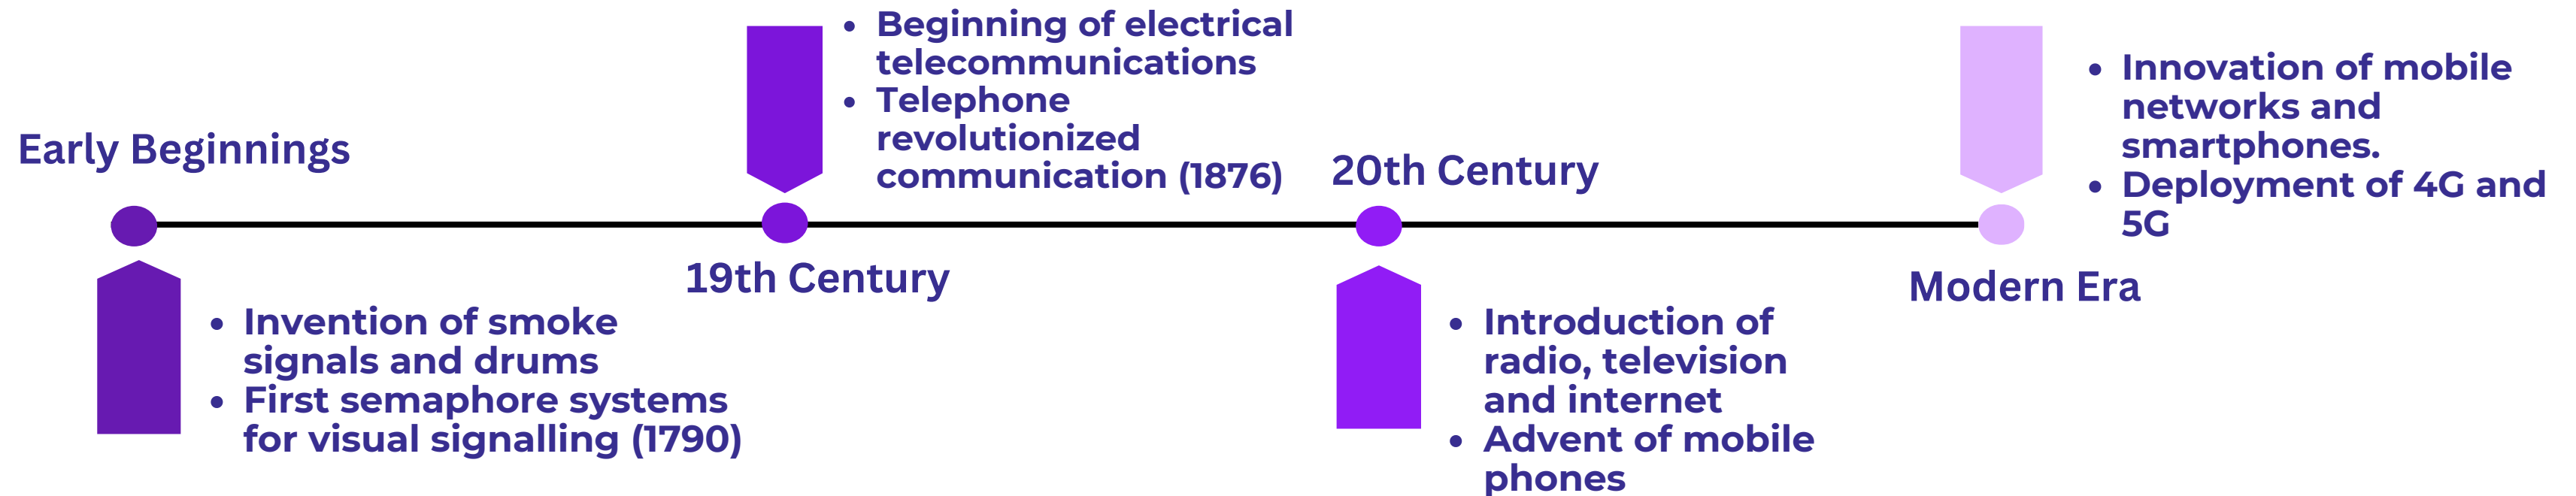 Early Beginnings
• Invention of smoke
signals and drums
• First semaphore systems
for visual signalling (1790)
• Beginning of electrical
telecommunications
• Telephone
revolutionized
communication (1876)
19th Century
20th Century
• Introduction of
radio, television
and internet
• Advent of mobile
phones
• Innovation of mobile
networks and
smartphones.
• Deployment of 4G and
5G
Modern Era